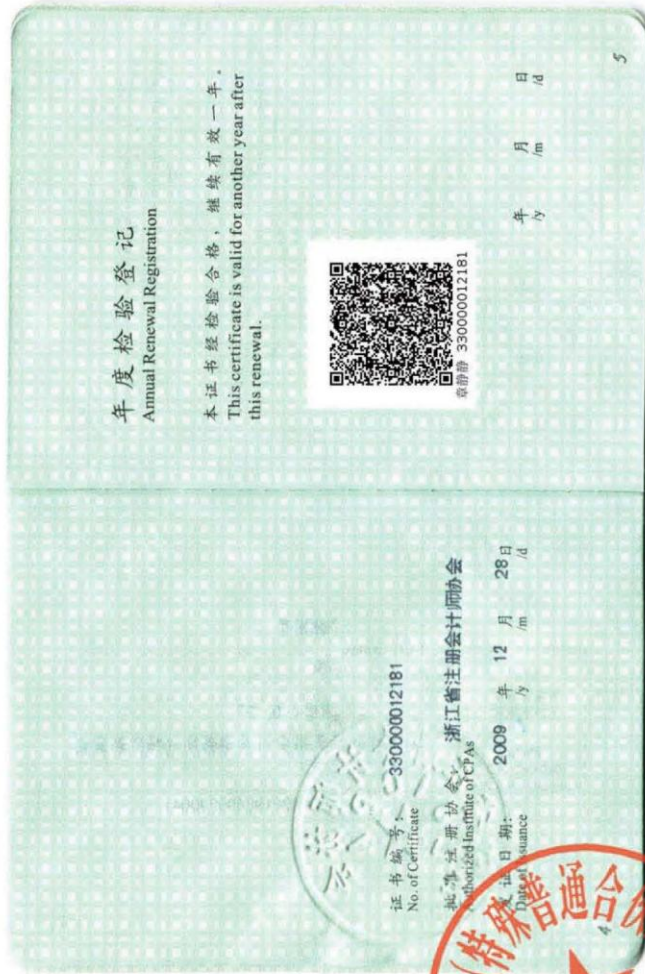 证书编号：330000012181
No. of Certificate
批准注册协会：浙江省注册会计师协会
Authorized Institute of CPAs
发证日期：2009 年 12 月 28 日
Date of Issuance /y /m /d
4
特殊普通合伙
年度检验登记
Annual Renewal Registration
本证书经检验合格，继续有效一年。
This certificate is valid for another year after
this renewal.
章静静 330000012181
年 月 日
/y /m /d
5